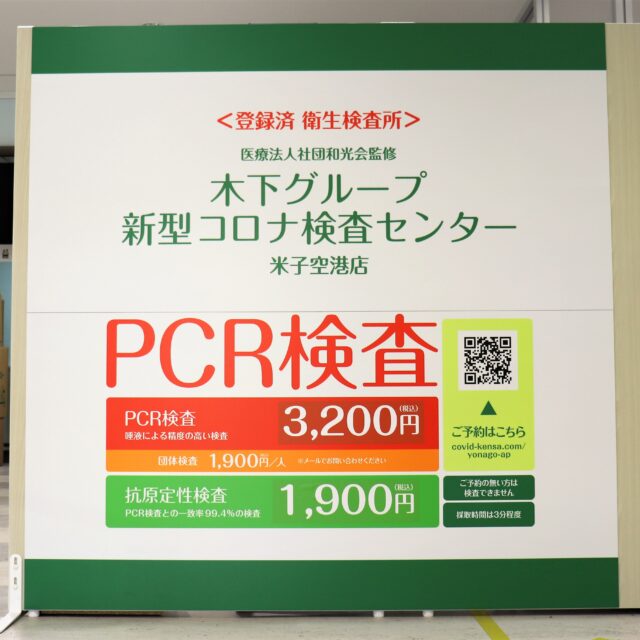 ＜登録済 衛生検査所＞
医療法人社団和光会監修
木下グループ
新型コロナ検査センター
米子空港店
PCR検査
PCR検査
唾液による精度の高い検査
3,200円(税込)
団体検査 1,900円／人 ※メールでお問い合わせください
抗原定性検査
PCR検査との一致率99.4%の検査
1,900円(税込)
ご予約はこちら
covid-kensa.com/
yonago-ap
ご予約の無い方は
検査できません
採取時間は3分程度